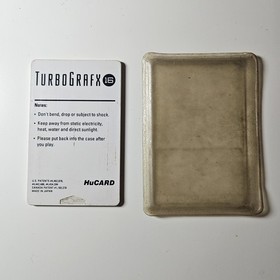 TURBOGRAFX 16
Notes:
• Don't bend, drop or subject to shock.
• Keep away from static electricity,
heat, water and direct sunlight.
• Please put back into the case after
you play.
MADE IN JAPAN
HuCARD